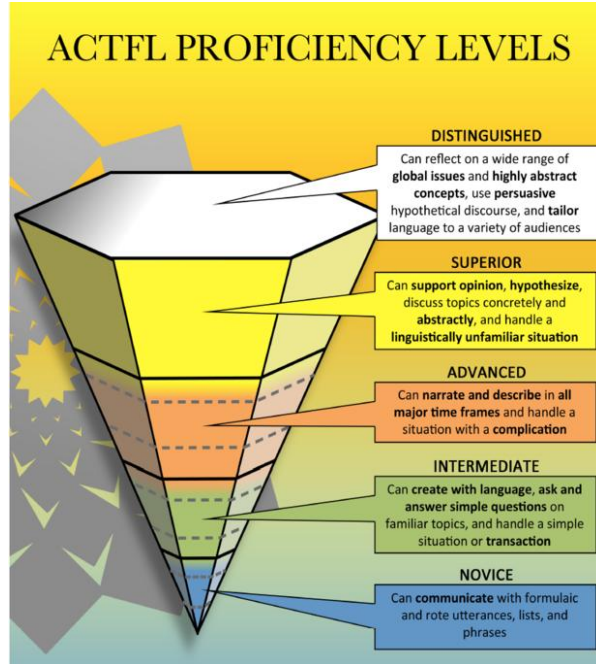 ACTFL PROFICIENCY LEVELS
DISTINGUISHED
Can reflect on a wide range of
global issues and highly abstract
concepts, use persuasive
hypothetical discourse, and tailor
language to a variety of audiences
SUPERIOR
Can support opinion, hypothesize,
discuss topics concretely and
abstractly, and handle a
linguistically unfamiliar situation
ADVANCED
Can narrate and describe in all
major time frames and handle a
situation with a complication
INTERMEDIATE
Can create with language, ask and
answer simple questions on
familiar topics, and handle a simple
situation or transaction
NOVICE
Can communicate with formulaic
and rote utterances, lists, and
phrases